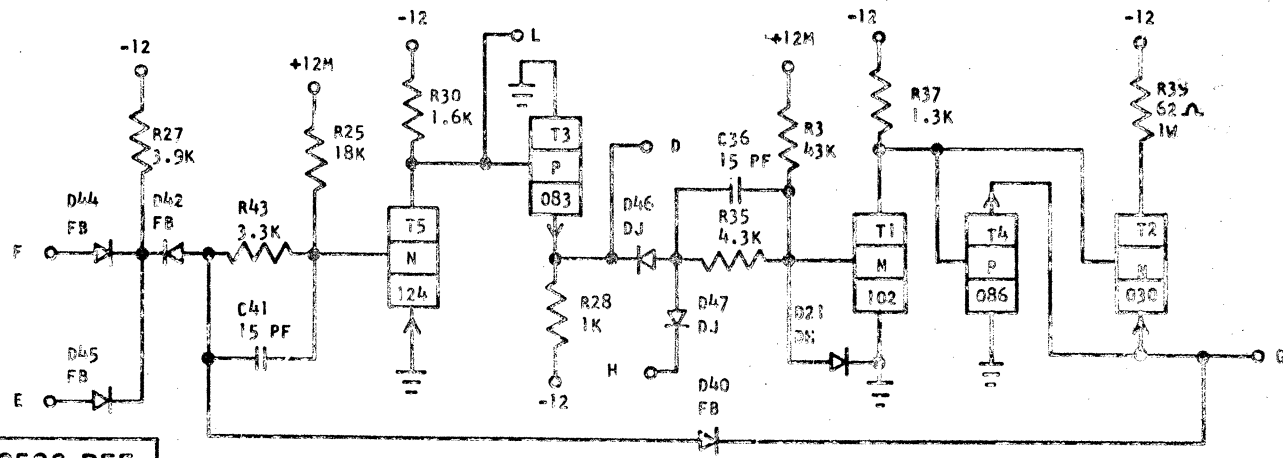 -12
R27
3.9K
+12M
R25
18K
D44
FB
D42
FB
R43
3.3K
F
C41
15 PF
D45
FB
E
-12
R30
1.6K
L
T5
N
124
T3
P
083
D
R28
1K
-12
D46
DJ
D47
DJ
H
C36
15 PF
R35
4.3K
+12M
R3
43K
D21
-12
R37
1.3K
T1
N
102
T4
P
086
-12
R39
62 Ω
1W
T2
N
030
G
D40
FB